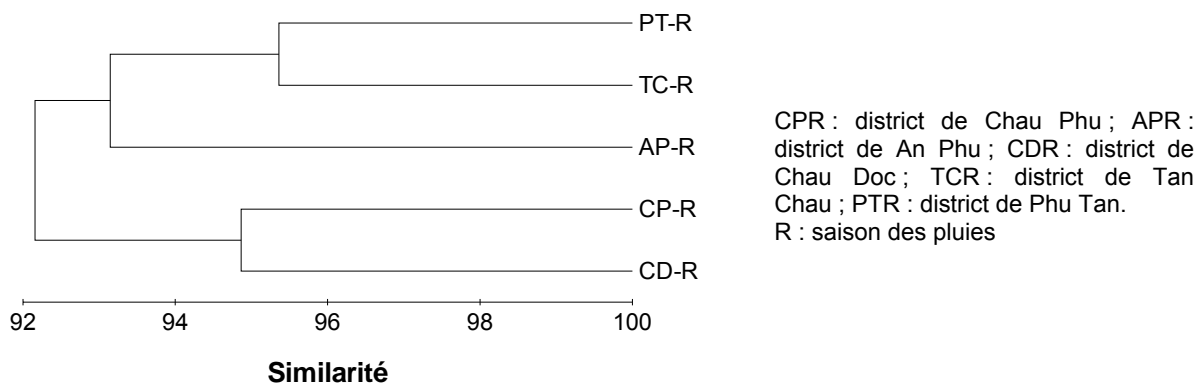 PT-R
TC-R
AP-R
CP-R
CD-R
92 94 96 98 100
Similarité
CPR : district de Chau Phu ; APR :
district de An Phu ; CDR : district de
Chau Doc ; TCR : district de Tan
Chau ; PTR : district de Phu Tan.
R : saison des pluies